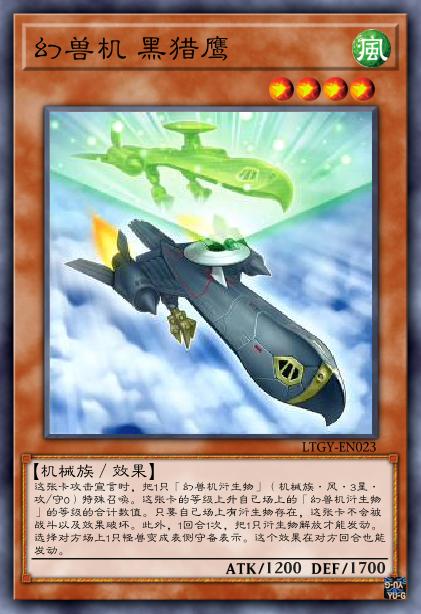 幻兽机 黑猎鹰
風
LTGY-EN023
【机械族／效果】
这张卡攻击宣言时，把1只「幻兽机衍生物」（机械族·风·3星·
攻/守0）特殊召唤。这张卡的等级上升自己场上的「幻兽机衍生物
」的等级的合计数值。只要自己场上有衍生物存在，这张卡不会被
战斗以及效果破坏。此外，1回合1次，把1只衍生物解放才能发动。
选择对方场上1只怪兽变成表侧守备表示。这个效果在对方回合也能
发动。
ATK/1200 DEF/1700